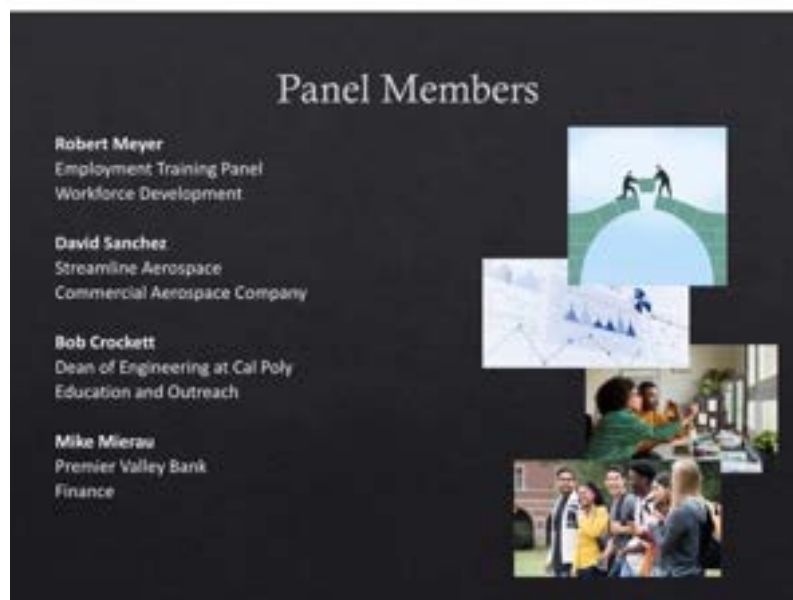 Panel Members
Robert Meyer
Employment Training Panel
Workforce Development
David Sanchez
Streamline Aerospace
Commercial Aerospace Company
Bob Crockett
Dean of Engineering at Cal Poly
Education and Outreach
Mike Mierau
Premier Valley Bank
Finance